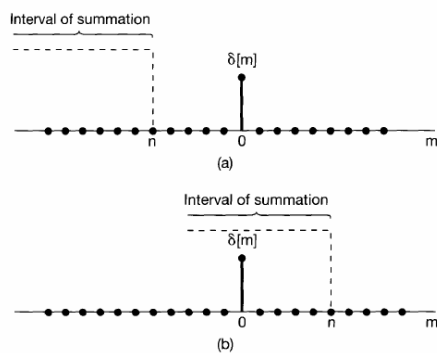 Interval of summation
δ[m]
n 0 m
(a)
Interval of summation
δ[m]
0 n m
(b)